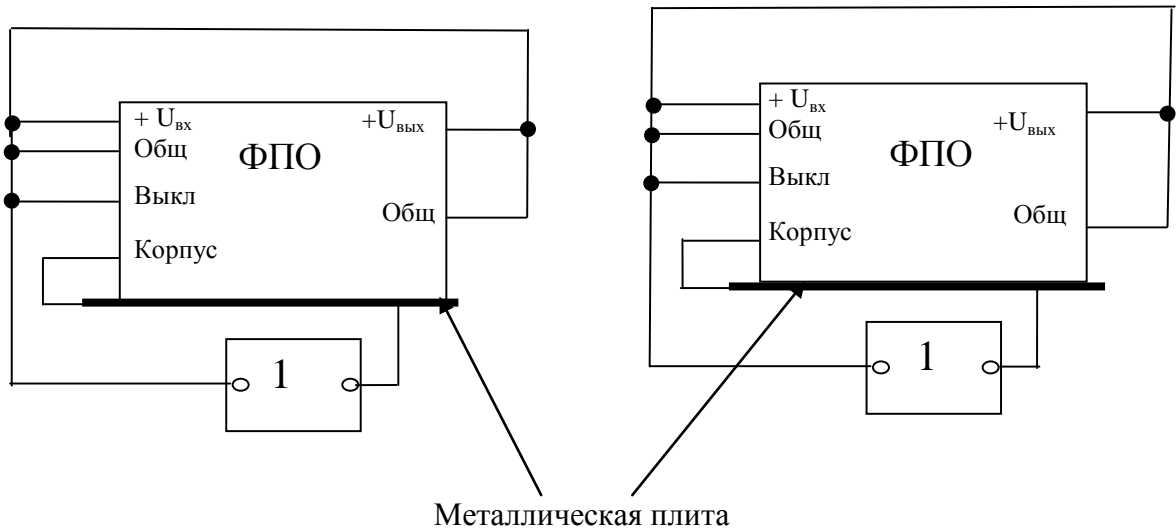 + Uвх
+Uвых
Общ
ФПО
Выкл
Общ
Корпус
1
+ Uвх
+Uвых
Общ
ФПО
Выкл
Общ
Корпус
1
Металлическая плита